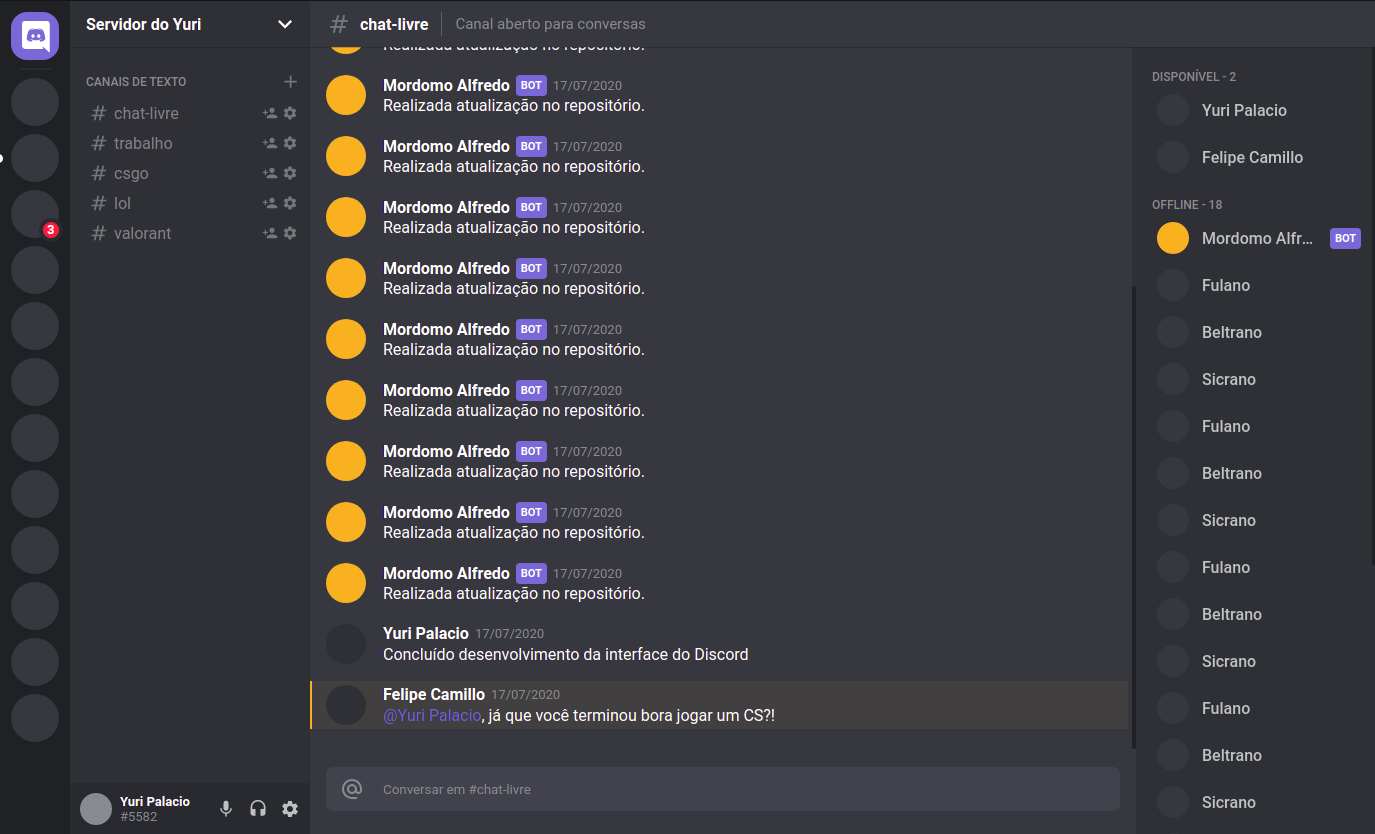 Servidor do Yuri
CANAIS DE TEXTO
chat-livre
trabalho
csgo
lol
valorant
3
Yuri Palacio
#5582
# chat-livre Canal aberto para conversas
Realizada atualização no repositório.
Mordomo Alfredo BOT 17/07/2020
Realizada atualização no repositório.
Mordomo Alfredo BOT 17/07/2020
Realizada atualização no repositório.
Mordomo Alfredo BOT 17/07/2020
Realizada atualização no repositório.
Mordomo Alfredo BOT 17/07/2020
Realizada atualização no repositório.
Mordomo Alfredo BOT 17/07/2020
Realizada atualização no repositório.
Mordomo Alfredo BOT 17/07/2020
Realizada atualização no repositório.
Mordomo Alfredo BOT 17/07/2020
Realizada atualização no repositório.
Mordomo Alfredo BOT 17/07/2020
Realizada atualização no repositório.
Mordomo Alfredo BOT 17/07/2020
Realizada atualização no repositório.
Yuri Palacio 17/07/2020
Concluído desenvolvimento da interface do Discord
Felipe Camillo 17/07/2020
@Yuri Palacio, já que você terminou bora jogar um CS?!
@ Conversar em #chat-livre
DISPONÍVEL - 2
Yuri Palacio
Felipe Camillo
OFFLINE - 18
Mordomo Alfr... BOT
Fulano
Beltrano
Sicrano
Fulano
Beltrano
Sicrano
Fulano
Beltrano
Sicrano
Fulano
Beltrano
Sicrano